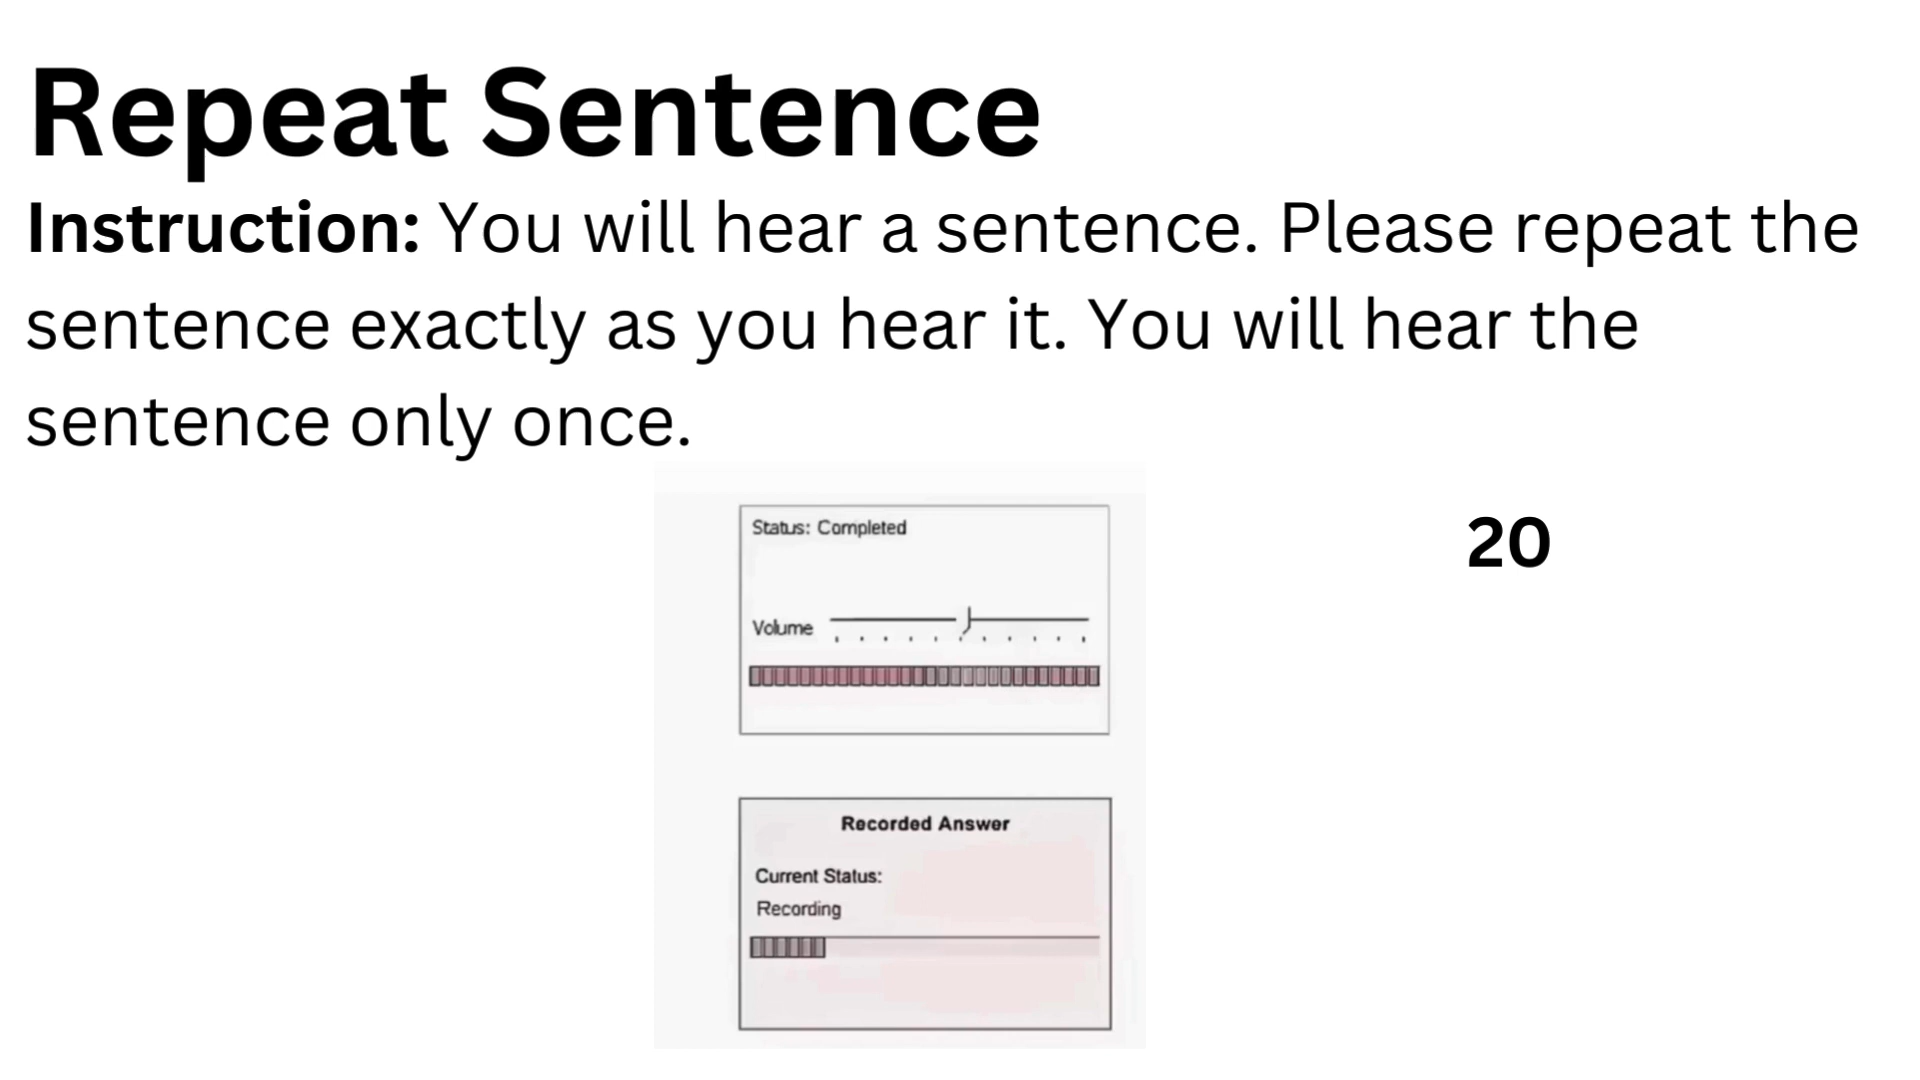 Repeat Sentence
Instruction: You will hear a sentence. Please repeat the
sentence exactly as you hear it. You will hear the
sentence only once.
Status: Completed
20
Volume
Recorded Answer
Current Status:
Recording